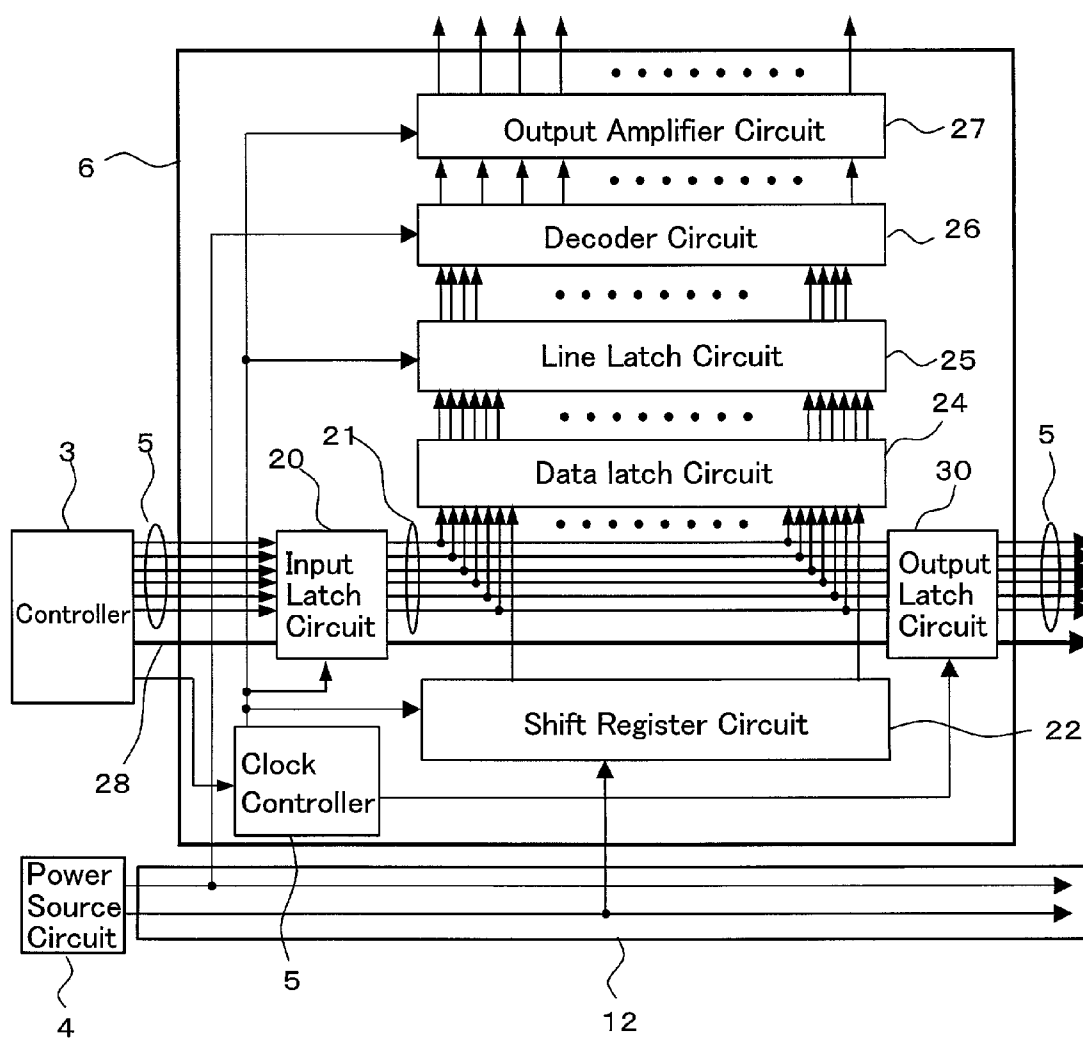 Output Amplifier Circuit
27
6
Decoder Circuit
26
Line Latch Circuit
25
24
3
5
20
21
Data latch Circuit
30
5
Controller
Input
Latch
Circuit
Output
Latch
Circuit
28
Shift Register Circuit
22
Clock
Controller
Power
Source
Circuit
4
5
12